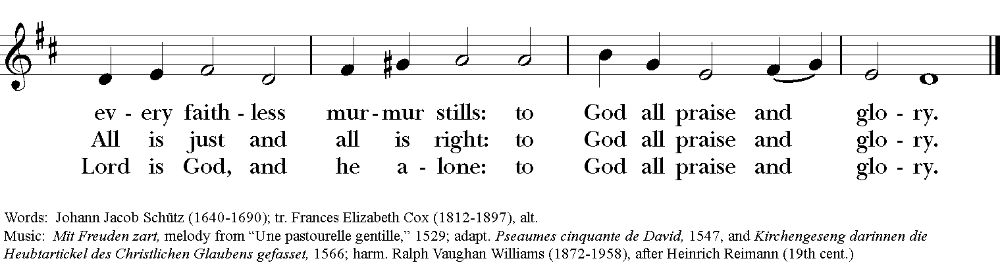 ev - ery faith - less mur - mur stills: to God all praise and glo - ry.
All is just and all is right: to God all praise and glo - ry.
Lord is God, and he a - lone: to God all praise and glo - ry.
Words: Johann Jacob Schütz (1640-1690); tr. Frances Elizabeth Cox (1812-1897), alt.
Music: Mit Freuden zart, melody from “Une pastourelle gentille,” 1529; adapt. Pseaumes cinquante de David, 1547, and Kirchengeseng darinnen die
Heubtartickel des Christlichen Glaubens gefasset, 1566; harm. Ralph Vaughan Williams (1872-1958), after Heinrich Reimann (19th cent.)